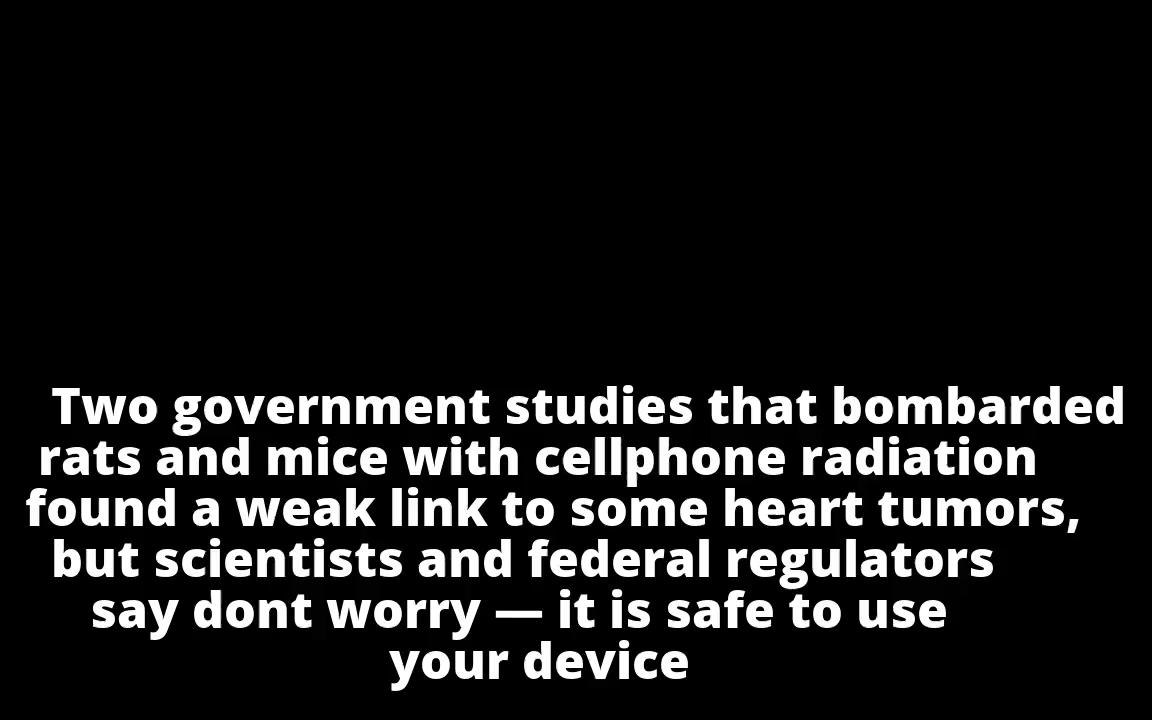 Two government studies that bombarded
rats and mice with cellphone radiation
found a weak link to some heart tumors,
but scientists and federal regulators
say dont worry — it is safe to use
your device